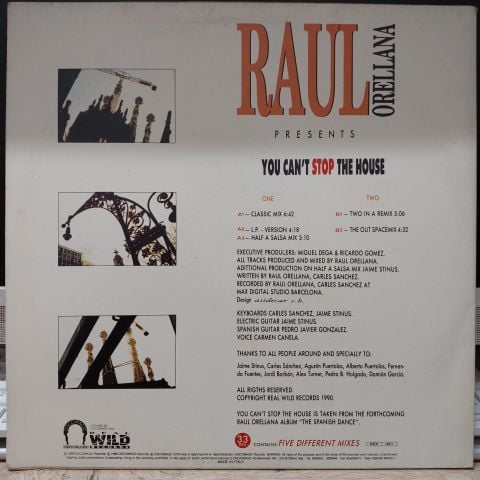 RAUL
ORELLANA
PRESENTS
YOU CAN'T STOP THE HOUSE
ONE
A1— CLASSIC MIX 6:42
A2— L.P. - VERSION 4:18
A3— HALF A SALSA MIX 3:10
TWO
B1— TWO IN A REMIX 5:06
B2— THE OUT SPACEMIX 4:32
EXECUTIVE PRODUCERS: MIGUEL DEGA & RICARDO GOMEZ.
ALL TRACKS PRODUCED AND MIXED BY RAUL ORELLANA.
ADITTIONAL PRODUCTION ON HALF A SALSA MIX JAIME STINUS.
WRITTEN BY RAUL ORELLANA, CARLES SANCHEZ.
RECORDED BY RAUL ORELLANA, CARLES SANCHEZ AT
MAX DIGITAL STUDIO BARCELONA.
Design
KEYBOARDS CARLES SANCHEZ, JAIME STINUS.
ELECTRIC GUITAR JAIME STINUS.
SPANISH GUITAR PEDRO JAVIER GONZALEZ.
VOICE CARMEN CANELA.
THANKS TO ALL PEOPLE AROUND AND SPECIALLY TO:
Jaime Stinus, Carles Sánchez, Agustín Puertolas, Alberto Puertolas, Fernan-
do Fuentes, Jordi Barbón, Alex Turner, Pedro B. Holgado, Damián García.
ALL RIGTHS RESERVED.
COPYRIGHT REAL WILD RECORDS 1990.
YOU CAN'T STOP THE HOUSE IS TAKEN FROM THE FORTHCOMING
RAUL ORELLANA ALBUM "THE SPANISH DANCE".
REAL
WILD
RECORDS
33
CONTAINS FIVE DIFFERENT MIXES
MADE IN ITALY